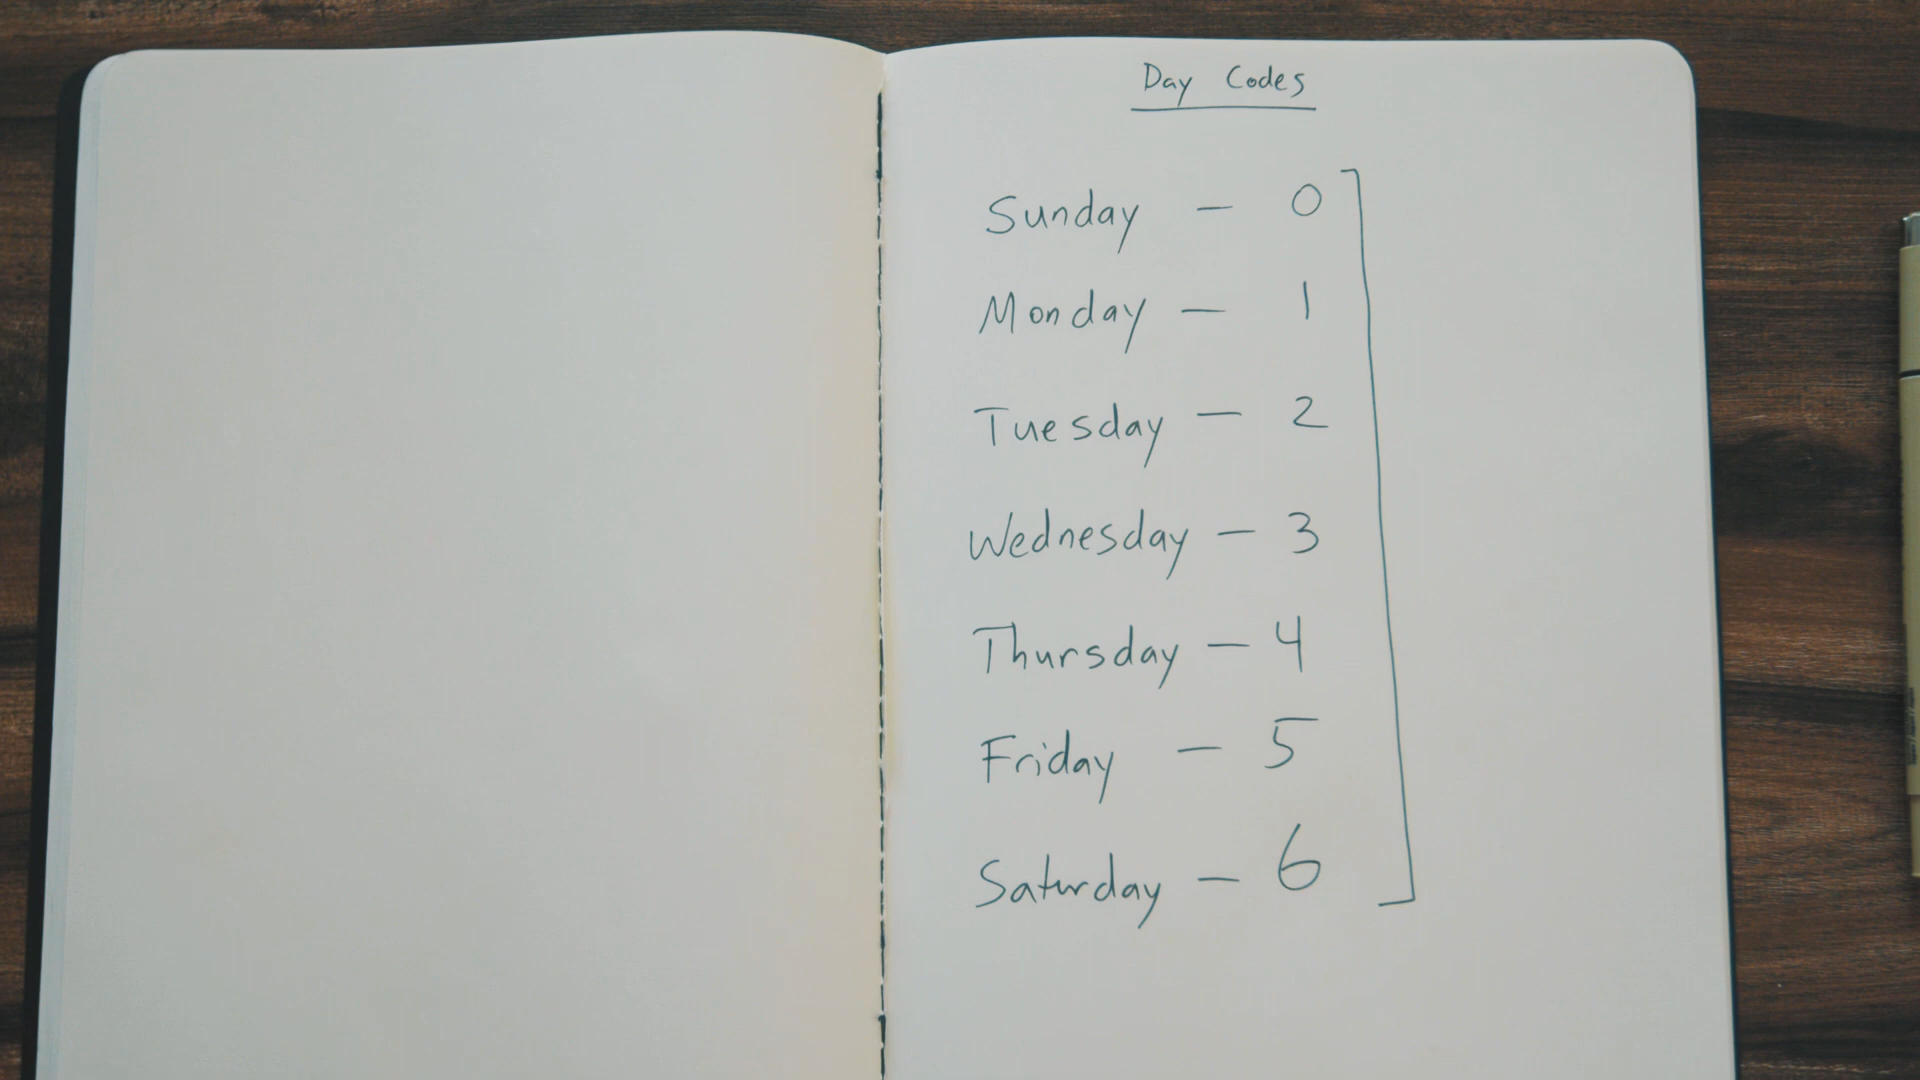 Day Codes
Sunday — 0
Monday — 1
Tuesday — 2
Wednesday — 3
Thursday — 4
Friday — 5
Saturday — 6